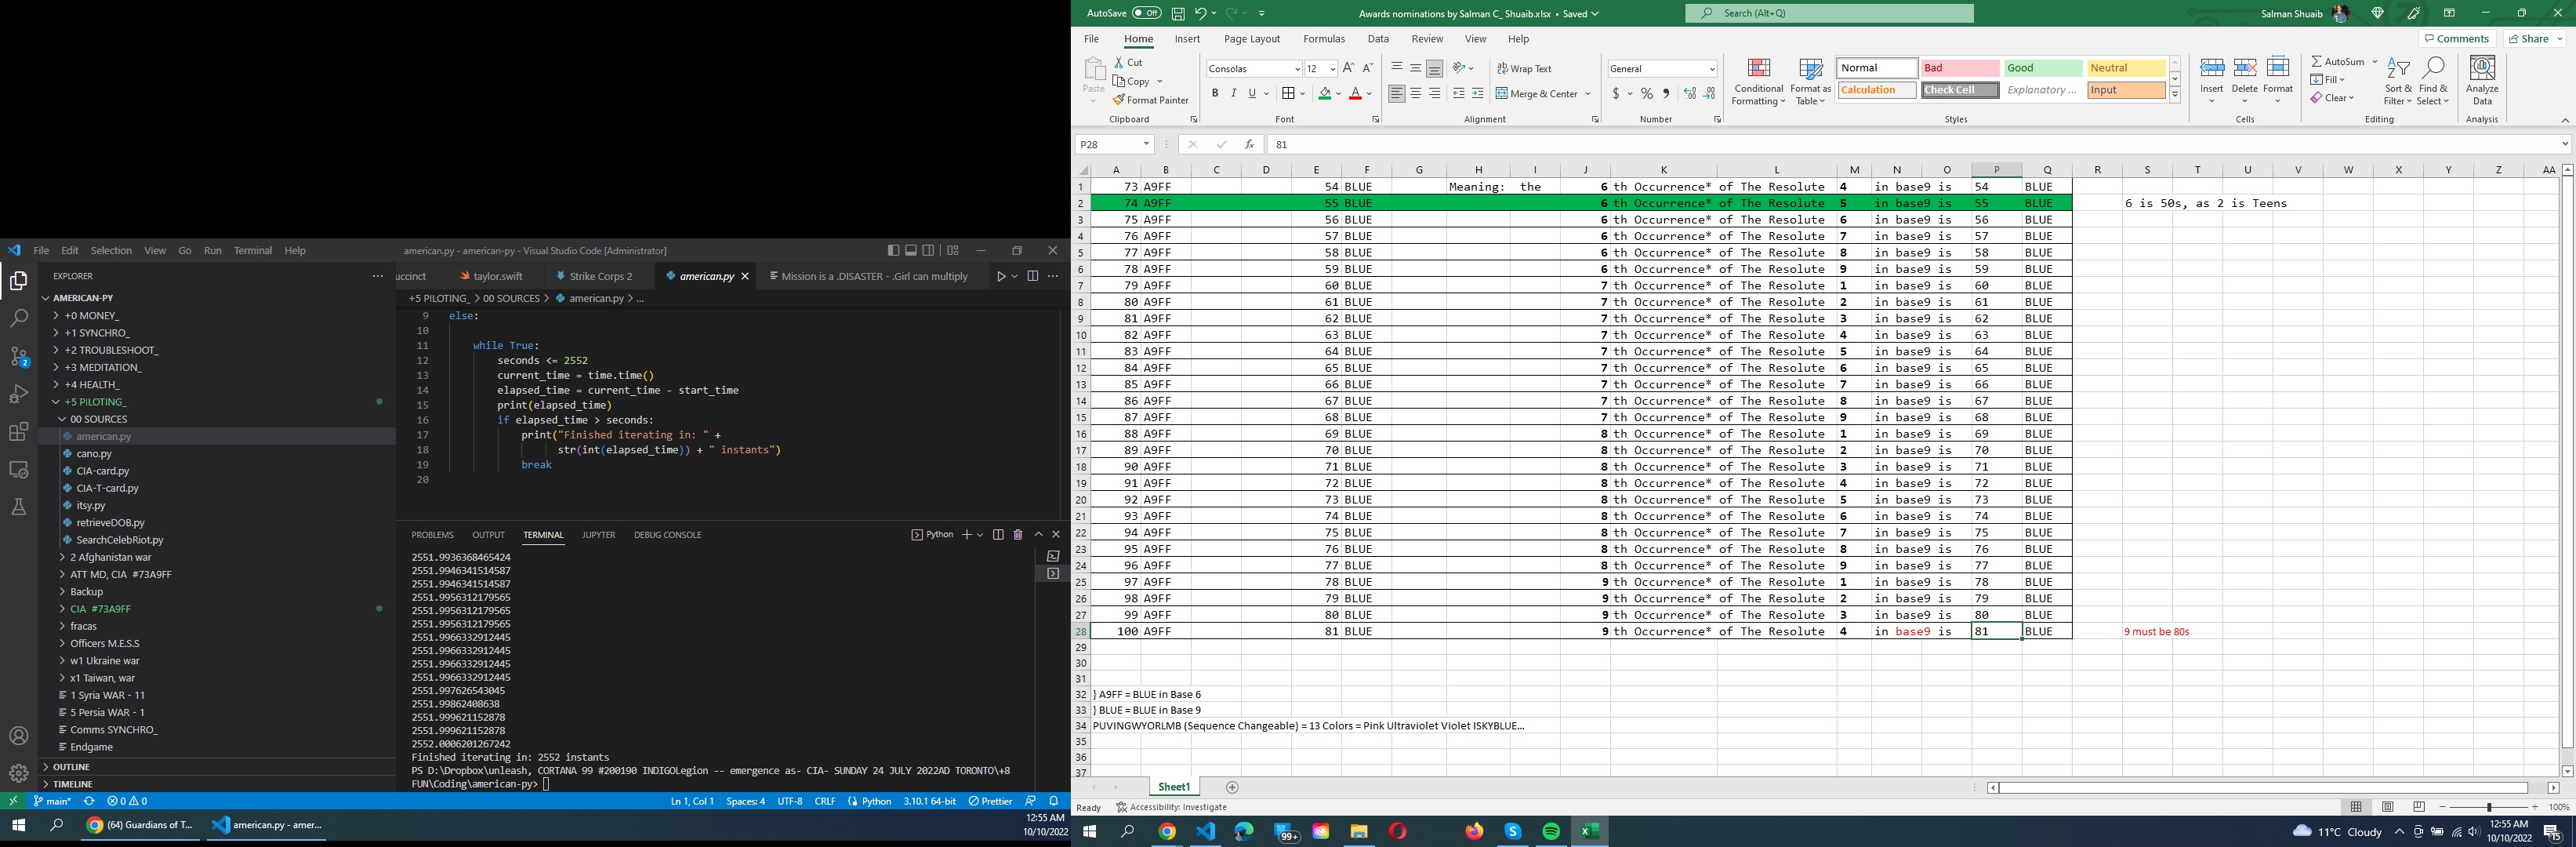 File Edit Selection View Go Run Terminal Help american.py - american-py - Visual Studio Code [Administrator]
EXPLORER
AMERICAN-PY
+0 MONEY_
+1 SYNCHRO_
+2 TROUBLESHOOT_
+3 MEDITATION_
+4 HEALTH_
+5 PILOTING_
00 SOURCES
american.py
cano.py
CIA-card.py
CIA-T-card.py
itsy.py
retrieveDOB.py
SearchCelebRiot.py
2 Afghanistan war
ATT MD, CIA #73A9FF
Backup
CIA #73A9FF
fracas
Officers M.E.S.S
w1 Ukraine war
x1 Taiwan, war
1 Syria WAR - 11
5 Persia WAR - 1
Comms SYNCHRO_
Endgame
OUTLINE
TIMELINE
2
uccinct taylor.swift Strike Corps 2 american.py Mission is a .DISASTER - .Girl can multiply
+5 PILOTING_ > 00 SOURCES > american.py > ...
9 else:
10
11 while True:
12 seconds <= 2552
13 current_time = time.time()
14 elapsed_time = current_time - start_time
15 print(elapsed_time)
16 if elapsed_time > seconds:
17 print("Finished iterating in: " +
18 str(int(elapsed_time)) + " instants")
19 break
20
PROBLEMS OUTPUT TERMINAL JUPYTER DEBUG CONSOLE Python
2551.9936368465424
2551.9946341514587
2551.9946341514587
2551.9956312179565
2551.9956312179565
2551.9956312179565
2551.9966332912445
2551.9966332912445
2551.9966332912445
2551.9966332912445
2551.997626543045
2551.99862408638
2551.999621152878
2551.999621152878
2552.0006201267242
Finished iterating in: 2552 instants
PS D:\Dropbox\unleash, CORTANA 99 #200190 INDIGOLegion -- emergence as- CIA- SUNDAY 24 JULY 2022AD TORONTO\+8
FUN\Coding\american-py>
main* 0 0 Ln 1, Col 1 Spaces: 4 UTF-8 CRLF Python 3.10.1 64-bit Prettier
(64) Guardians of T... american.py - amer... 12:55 AM
10/10/2022
AutoSave Off Awards nominations by Salman C_ Shuaib.xlsx • Saved Search (Alt+Q) Salman Shuaib
File Home Insert Page Layout Formulas Data Review View Help Comments Share
Paste Cut Copy Format Painter Clipboard
Consolas 12 B I U Font
Wrap Text Merge & Center Alignment
General $ % Number
Conditional Formatting Format as Table
Normal Bad Good Neutral
Calculation Check Cell Explanatory ... Input
Styles
Insert Delete Format Cells
AutoSum Fill Clear Sort & Filter Find & Select Editing
Analyze Data Analysis
P28 fx 81
A B C D E F G H I J K L M N O P Q R S T U V W X Y Z AA
1 73 A9FF 54 BLUE Meaning: the 6 th Occurrence* of The Resolute 4 in base9 is 54 BLUE
2 74 A9FF 55 BLUE 6 th Occurrence* of The Resolute 5 in base9 is 55 BLUE 6 is 50s, as 2 is Teens
3 75 A9FF 56 BLUE 6 th Occurrence* of The Resolute 6 in base9 is 56 BLUE
4 76 A9FF 57 BLUE 6 th Occurrence* of The Resolute 7 in base9 is 57 BLUE
5 77 A9FF 58 BLUE 6 th Occurrence* of The Resolute 8 in base9 is 58 BLUE
6 78 A9FF 59 BLUE 6 th Occurrence* of The Resolute 9 in base9 is 59 BLUE
7 79 A9FF 60 BLUE 7 th Occurrence* of The Resolute 1 in base9 is 60 BLUE
8 80 A9FF 61 BLUE 7 th Occurrence* of The Resolute 2 in base9 is 61 BLUE
9 81 A9FF 62 BLUE 7 th Occurrence* of The Resolute 3 in base9 is 62 BLUE
10 82 A9FF 63 BLUE 7 th Occurrence* of The Resolute 4 in base9 is 63 BLUE
11 83 A9FF 64 BLUE 7 th Occurrence* of The Resolute 5 in base9 is 64 BLUE
12 84 A9FF 65 BLUE 7 th Occurrence* of The Resolute 6 in base9 is 65 BLUE
13 85 A9FF 66 BLUE 7 th Occurrence* of The Resolute 7 in base9 is 66 BLUE
14 86 A9FF 67 BLUE 7 th Occurrence* of The Resolute 8 in base9 is 67 BLUE
15 87 A9FF 68 BLUE 7 th Occurrence* of The Resolute 9 in base9 is 68 BLUE
16 88 A9FF 69 BLUE 8 th Occurrence* of The Resolute 1 in base9 is 69 BLUE
17 89 A9FF 70 BLUE 8 th Occurrence* of The Resolute 2 in base9 is 70 BLUE
18 90 A9FF 71 BLUE 8 th Occurrence* of The Resolute 3 in base9 is 71 BLUE
19 91 A9FF 72 BLUE 8 th Occurrence* of The Resolute 4 in base9 is 72 BLUE
20 92 A9FF 73 BLUE 8 th Occurrence* of The Resolute 5 in base9 is 73 BLUE
21 93 A9FF 74 BLUE 8 th Occurrence* of The Resolute 6 in base9 is 74 BLUE
22 94 A9FF 75 BLUE 8 th Occurrence* of The Resolute 7 in base9 is 75 BLUE
23 95 A9FF 76 BLUE 8 th Occurrence* of The Resolute 8 in base9 is 76 BLUE
24 96 A9FF 77 BLUE 8 th Occurrence* of The Resolute 9 in base9 is 77 BLUE
25 97 A9FF 78 BLUE 9 th Occurrence* of The Resolute 1 in base9 is 78 BLUE
26 98 A9FF 79 BLUE 9 th Occurrence* of The Resolute 2 in base9 is 79 BLUE
27 99 A9FF 80 BLUE 9 th Occurrence* of The Resolute 3 in base9 is 80 BLUE
28 100 A9FF 81 BLUE 9 th Occurrence* of The Resolute 4 in base9 is 81 BLUE 9 must be 80s
29
30
31
32 } A9FF = BLUE in Base 6
33 } BLUE = BLUE in Base 9
34 PUVINGWYORLMB (Sequence Changeable) = 13 Colors = Pink Ultraviolet Violet ISKYBLUE...
35
36
37
Sheet1
Ready Accessibility: Investigate 100%
99+ 11°C Cloudy 12:55 AM
10/10/2022 15